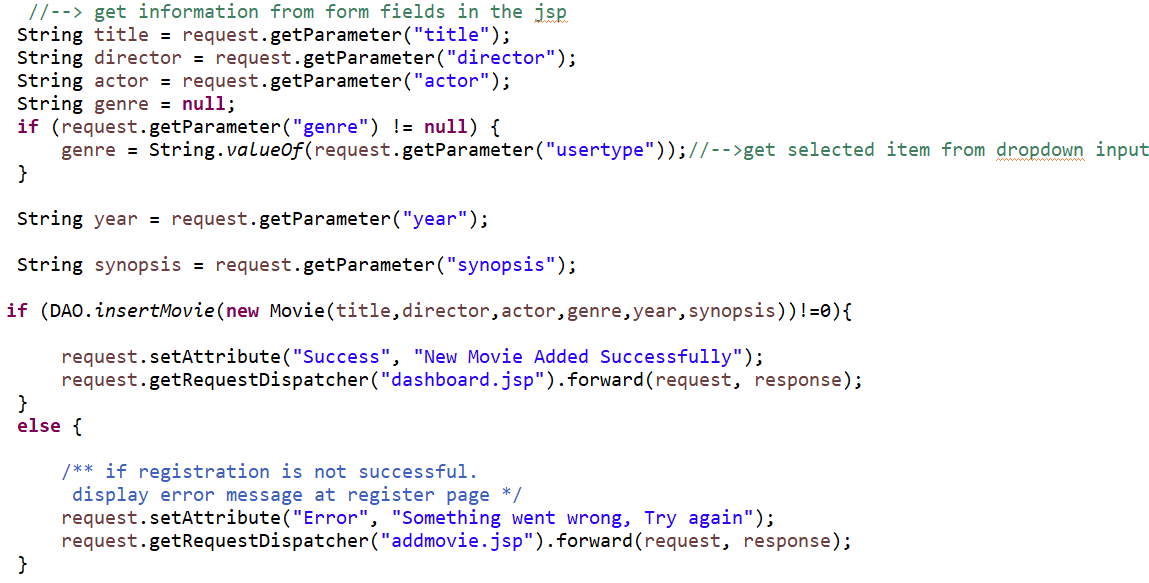 //--> get information from form fields in the jsp
String title = request.getParameter("title");
String director = request.getParameter("director");
String actor = request.getParameter("actor");
String genre = null;
if (request.getParameter("genre") != null) {
genre = String.valueOf(request.getParameter("usertype"));//-->get selected item from dropdown input
}
String year = request.getParameter("year");
String synopsis = request.getParameter("synopsis");
if (DAO.insertMovie(new Movie(title,director,actor,genre,year,synopsis))!=0){
request.setAttribute("Success", "New Movie Added Successfully");
request.getRequestDispatcher("dashboard.jsp").forward(request, response);
}
else {
/** if registration is not successful.
display error message at register page */
request.setAttribute("Error", "Something went wrong, Try again");
request.getRequestDispatcher("addmovie.jsp").forward(request, response);
}